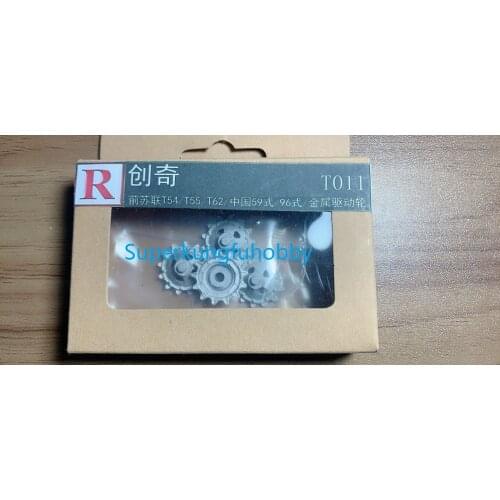 R
创奇
T011
前苏联T54/T55/T62/中国59式/96式/金属驱动轮
Superkungfuhobby